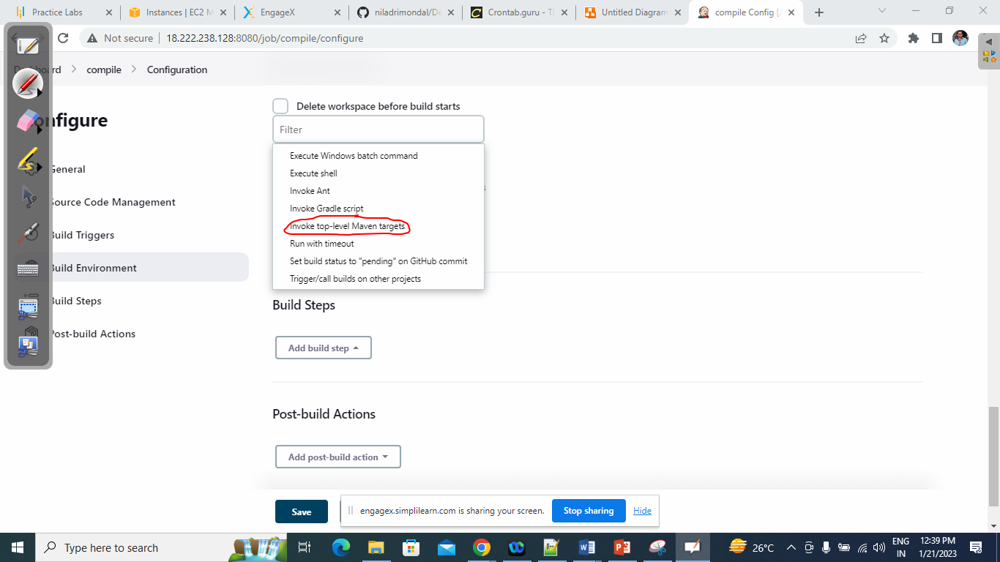 Practice Labs
Instances | EC2 M
EngageX
niladrimondal/De
Crontab.guru - Th
Untitled Diagram
compile Config [J
Not secure
18.222.238.128:8080/job/compile/configure
compile
Configuration
Delete workspace before build starts
Filter
Execute Windows batch command
Execute shell
Invoke Ant
Invoke Gradle script
Invoke top-level Maven targets
Run with timeout
Set build status to "pending" on GitHub commit
Trigger/call builds on other projects
General
Source Code Management
Build Triggers
Build Environment
Build Steps
Post-build Actions
Build Steps
Add build step
Post-build Actions
Add post-build action
Save
engagex.simplilearn.com is sharing your screen.
Stop sharing
Hide
Type here to search
26°C
ENG
IN
12:39 PM
1/21/2023